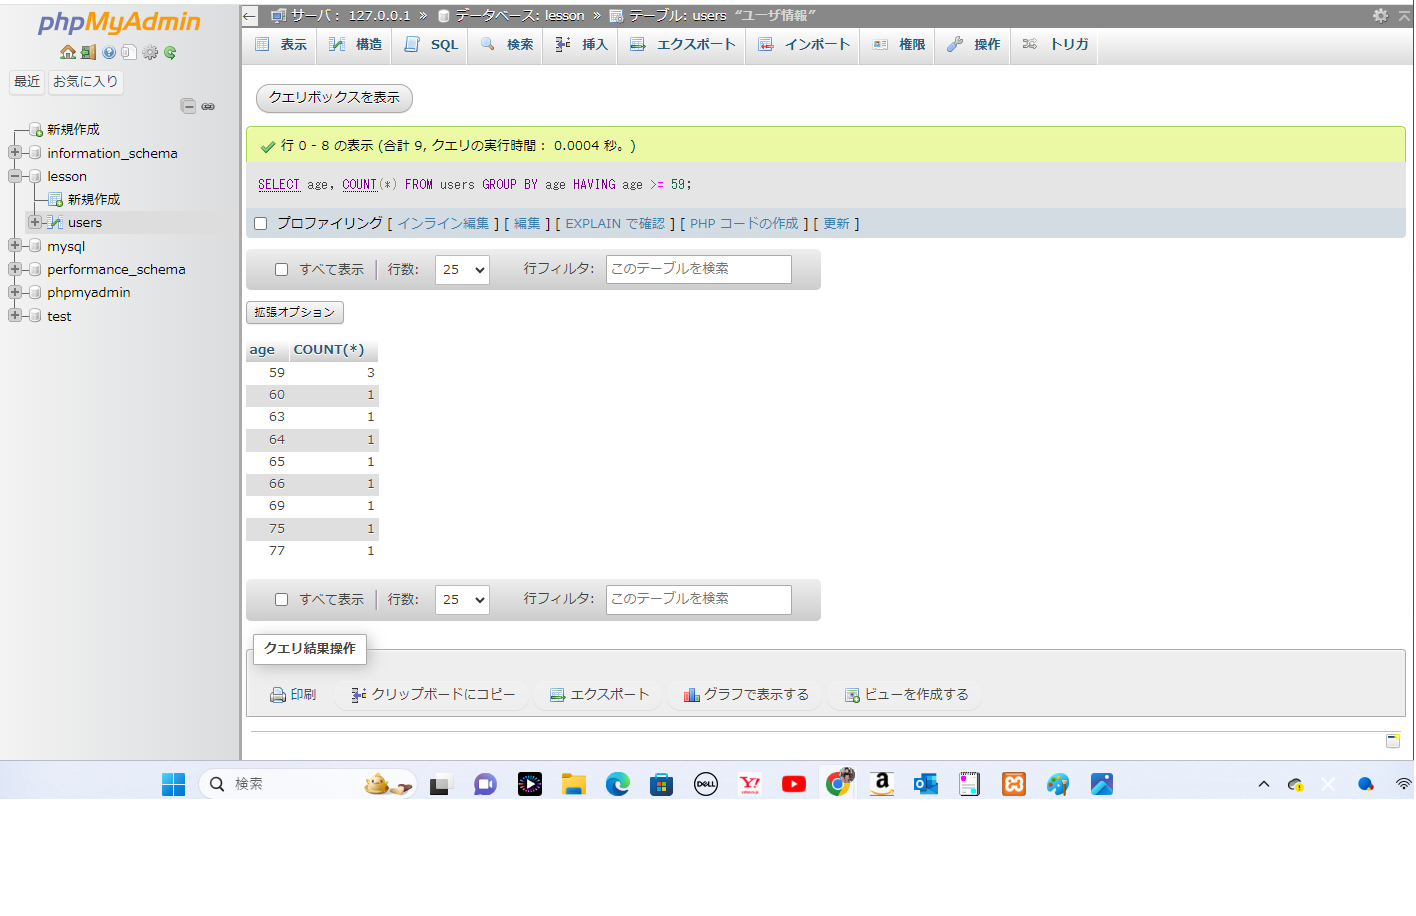 phpMyAdmin
最近 お気に入り
新規作成
information_schema
lesson
新規作成
users
mysql
performance_schema
phpmyadmin
test
サーバ: 127.0.0.1 » データベース: lesson » テーブル: users "ユーザ情報"
表示 構造 SQL 検索 挿入 エクスポート インポート 権限 操作 トリガ
クエリボックスを表示
行 0 - 8 の表示 (合計 9, クエリの実行時間: 0.0004 秒。)
SELECT age, COUNT(*) FROM users GROUP BY age HAVING age >= 59;
プロファイリング [ インライン編集 ] [ 編集 ] [ EXPLAIN で確認 ] [ PHP コードの作成 ] [ 更新 ]
すべて表示 行数: 25 行フィルタ: このテーブルを検索
拡張オプション
age COUNT(*)
59 3
60 1
63 1
64 1
65 1
66 1
69 1
75 1
77 1
すべて表示 行数: 25 行フィルタ: このテーブルを検索
クエリ結果操作
印刷 クリップボードにコピー エクスポート グラフで表示する ビューを作成する
検索 DELL Y! a